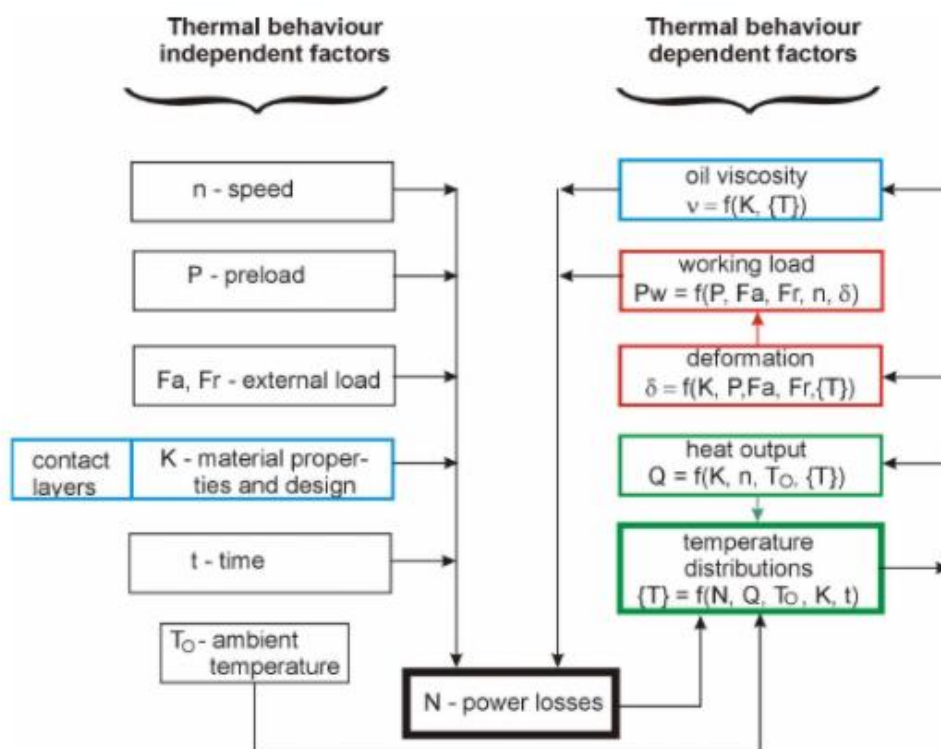 Thermal behaviour
independent factors
Thermal behaviour
dependent factors
n - speed
P - preload
Fa, Fr - external load
contact
layers
K - material proper-
ties and design
t - time
TO - ambient
temperature
oil viscosity
ν = f(K, {T})
working load
Pw = f(P, Fa, Fr, n, δ)
deformation
δ = f(K, P,Fa, Fr,{T})
heat output
Q = f(K, n, TO, {T})
temperature
distributions
{T} = f(N, Q, TO, K, t)
N - power losses